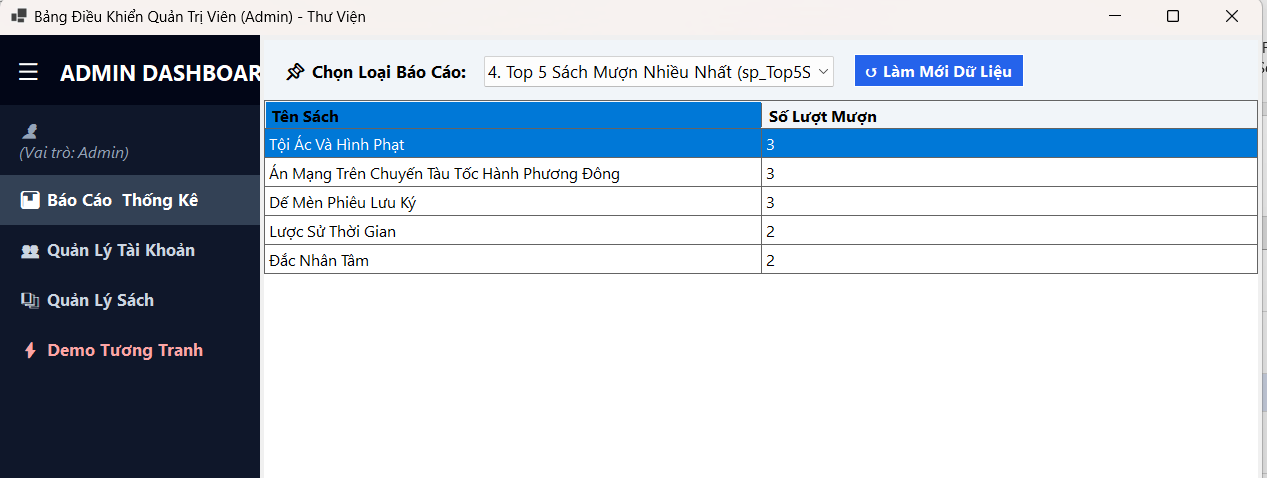 Bảng Điều Khiển Quản Trị Viên (Admin) - Thư Viện
ADMIN DASHBOAR
(Vai trò: Admin)
Báo Cáo Thống Kê
Quản Lý Tài Khoản
Quản Lý Sách
Demo Tương Tranh
Chọn Loại Báo Cáo: 4. Top 5 Sách Mượn Nhiều Nhất (sp_Top5S Làm Mới Dữ Liệu
Tên Sách Số Lượt Mượn
Tội Ác Và Hình Phạt 3
Án Mạng Trên Chuyến Tàu Tốc Hành Phương Đông 3
Dế Mèn Phiêu Lưu Ký 3
Lược Sử Thời Gian 2
Đắc Nhân Tâm 2